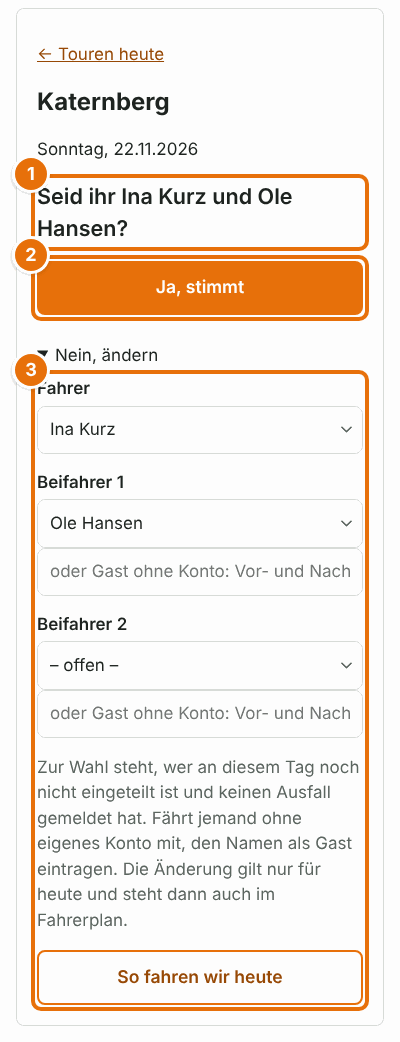 ← Touren heute
Katernberg
Sonntag, 22.11.2026
1
Seid ihr Ina Kurz und Ole
Hansen?
2
Ja, stimmt
▼ Nein, ändern
3
Fahrer
Ina Kurz
Beifahrer 1
Ole Hansen
oder Gast ohne Konto: Vor- und Nach
Beifahrer 2
– offen –
oder Gast ohne Konto: Vor- und Nach
Zur Wahl steht, wer an diesem Tag noch
nicht eingeteilt ist und keinen Ausfall
gemeldet hat. Fährt jemand ohne
eigenes Konto mit, den Namen als Gast
eintragen. Die Änderung gilt nur für
heute und steht dann auch im
Fahrerplan.
So fahren wir heute